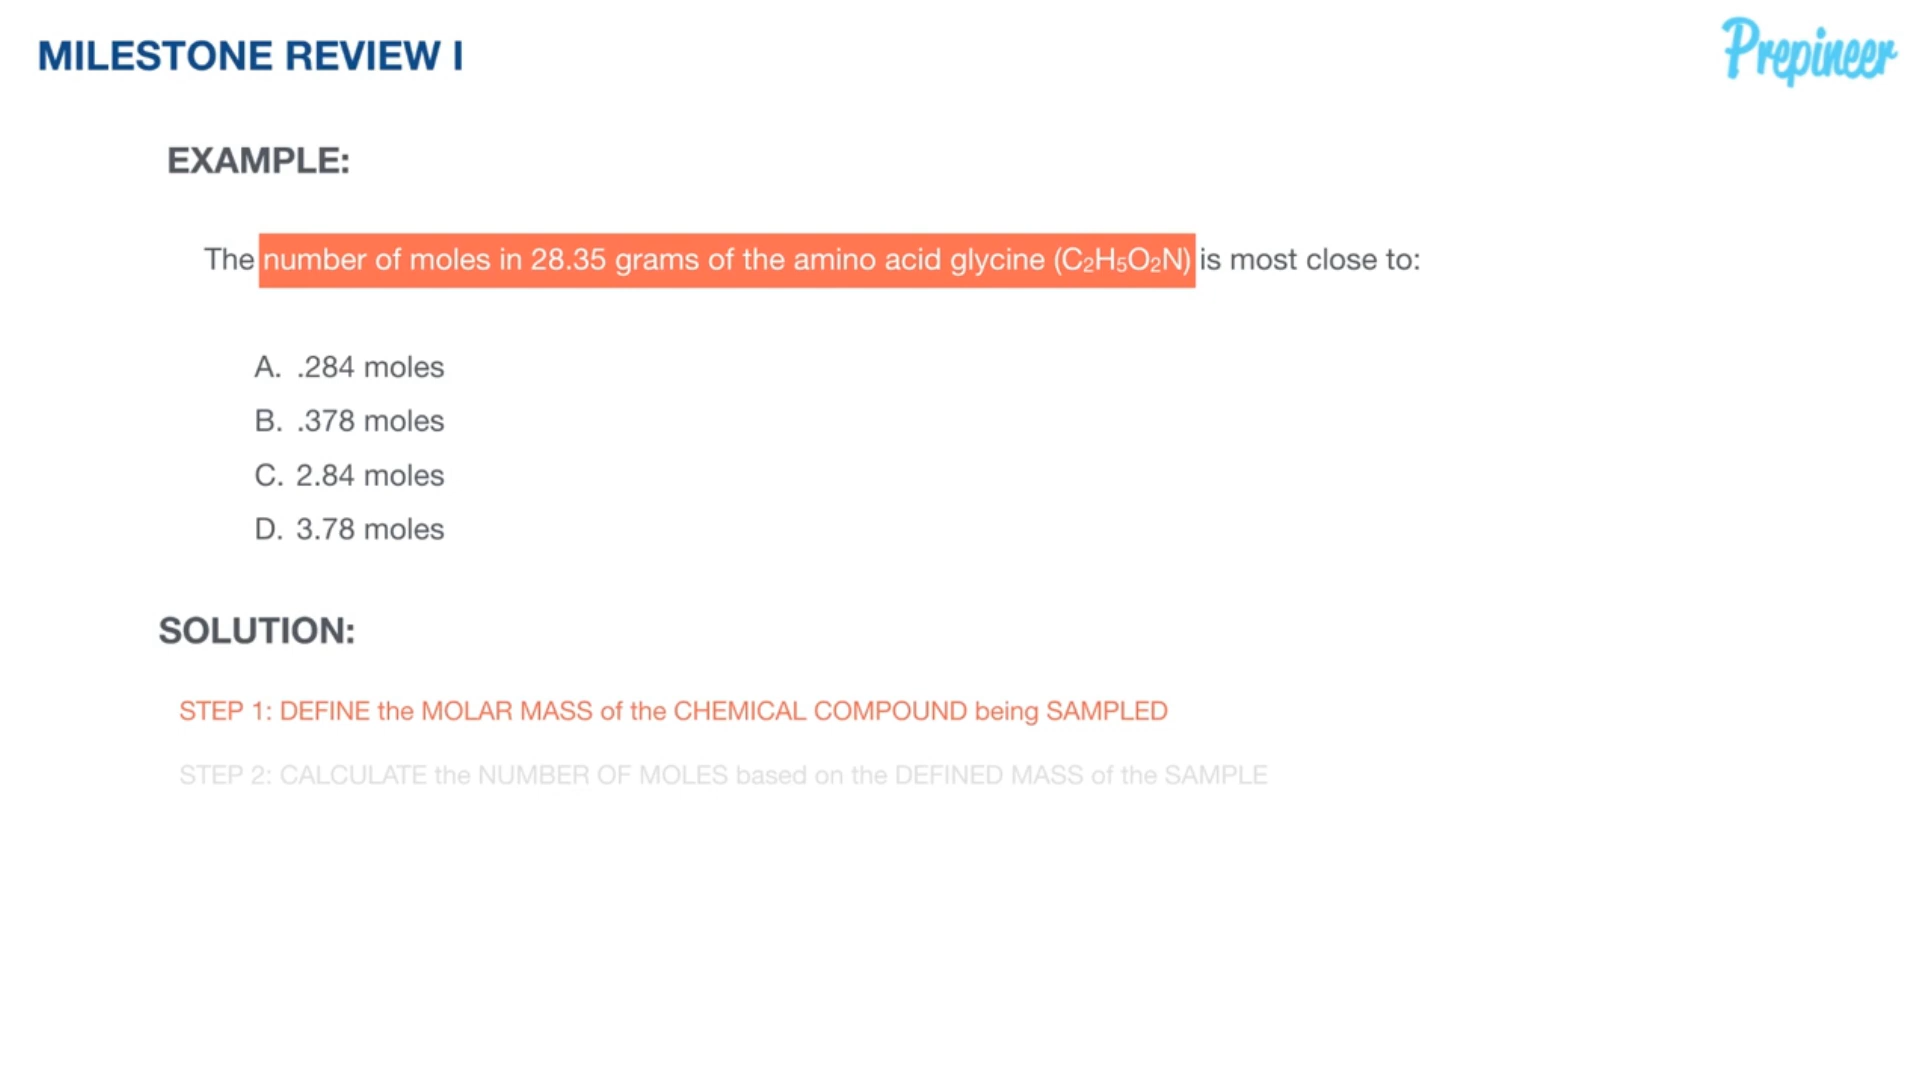 MILESTONE REVIEW I
Prepineer
EXAMPLE:
The number of moles in 28.35 grams of the amino acid glycine (C₂H₅O₂N) is most close to:
A. .284 moles
B. .378 moles
C. 2.84 moles
D. 3.78 moles
SOLUTION:
STEP 1: DEFINE the MOLAR MASS of the CHEMICAL COMPOUND being SAMPLED
STEP 2: CALCULATE the NUMBER OF MOLES based on the DEFINED MASS of the SAMPLE